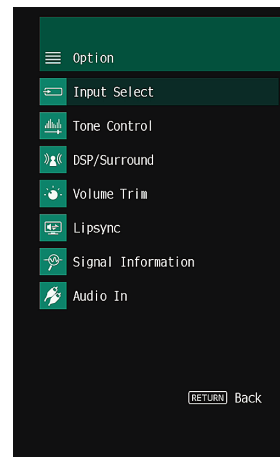 Option
Input Select
Tone Control
DSP/Surround
Volume Trim
Lipsync
Signal Information
Audio In
RETURN Back